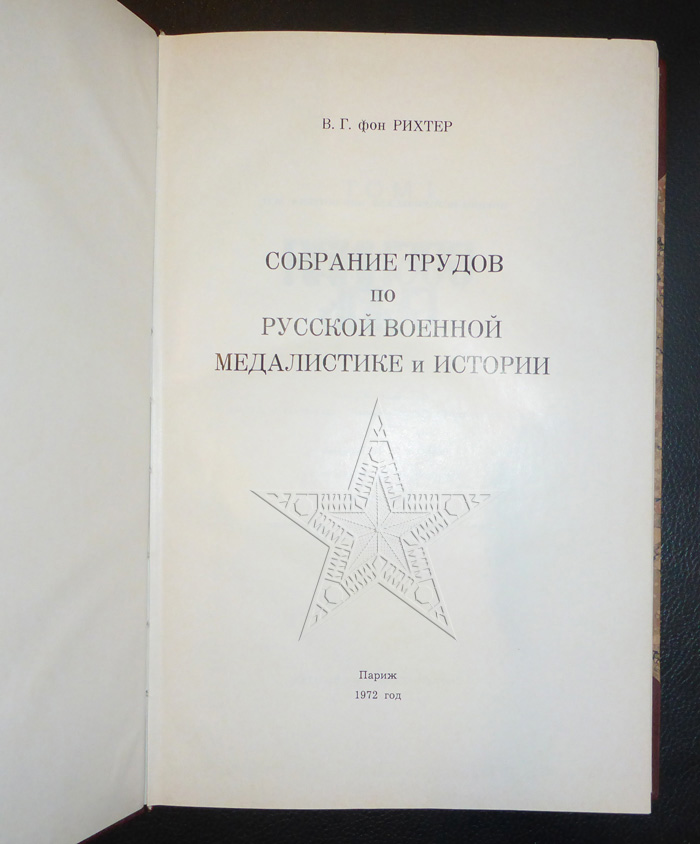 В. Г. фон РИХТЕР
СОБРАНИЕ ТРУДОВ
по
РУССКОЙ ВОЕННОЙ
МЕДАЛИСТИКЕ и ИСТОРИИ
Париж
1972 год